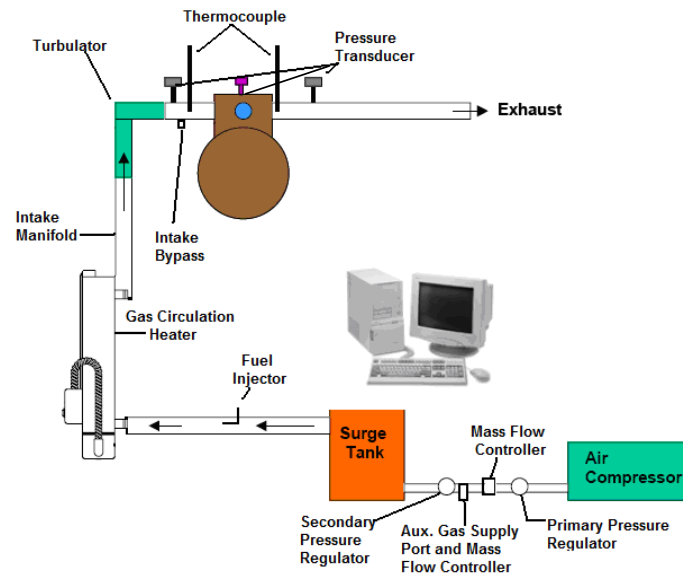 Thermocouple
Turbulator
Pressure
Transducer
Exhaust
Intake
Manifold
Intake
Bypass
Gas Circulation
Heater
Fuel
Injector
Surge
Tank
Mass Flow
Controller
Air
Compressor
Secondary
Pressure
Regulator
Aux. Gas Supply
Port and Mass
Flow Controller
Primary Pressure
Regulator